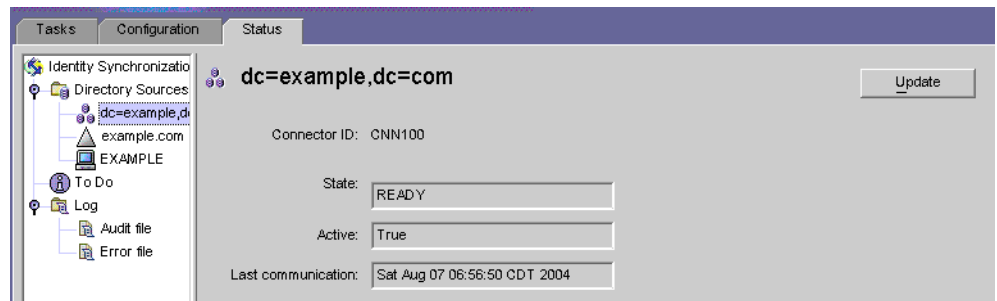 Tasks Configuration Status
Identity Synchronizatio
Directory Sources
dc=example,d
example.com
EXAMPLE
To Do
Log
Audit file
Error file
dc=example,dc=com
Update
Connector ID: CNN100
State: READY
Active: True
Last communication: Sat Aug 07 06:56:50 CDT 2004